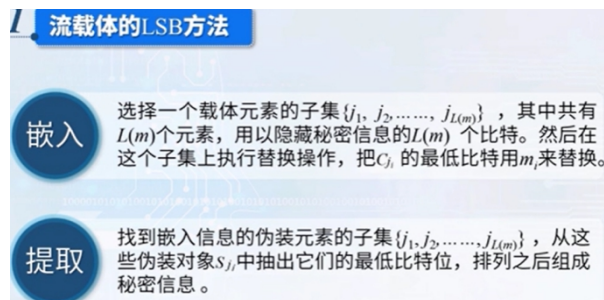 1 流载体的LSB方法
嵌入
选择一个载体元素的子集{j₁, j₂,……, j_L(m)} ，其中共有
L(m)个元素，用以隐藏秘密信息的L(m) 个比特。然后在
这个子集上执行替换操作，把C_jᵢ 的最低比特用mᵢ来替换。
提取
找到嵌入信息的伪装元素的子集{j₁, j₂,……, j_L(m)} ，从这
些伪装对象S_jᵢ中抽出它们的最低比特位，排列之后组成
秘密信息 。